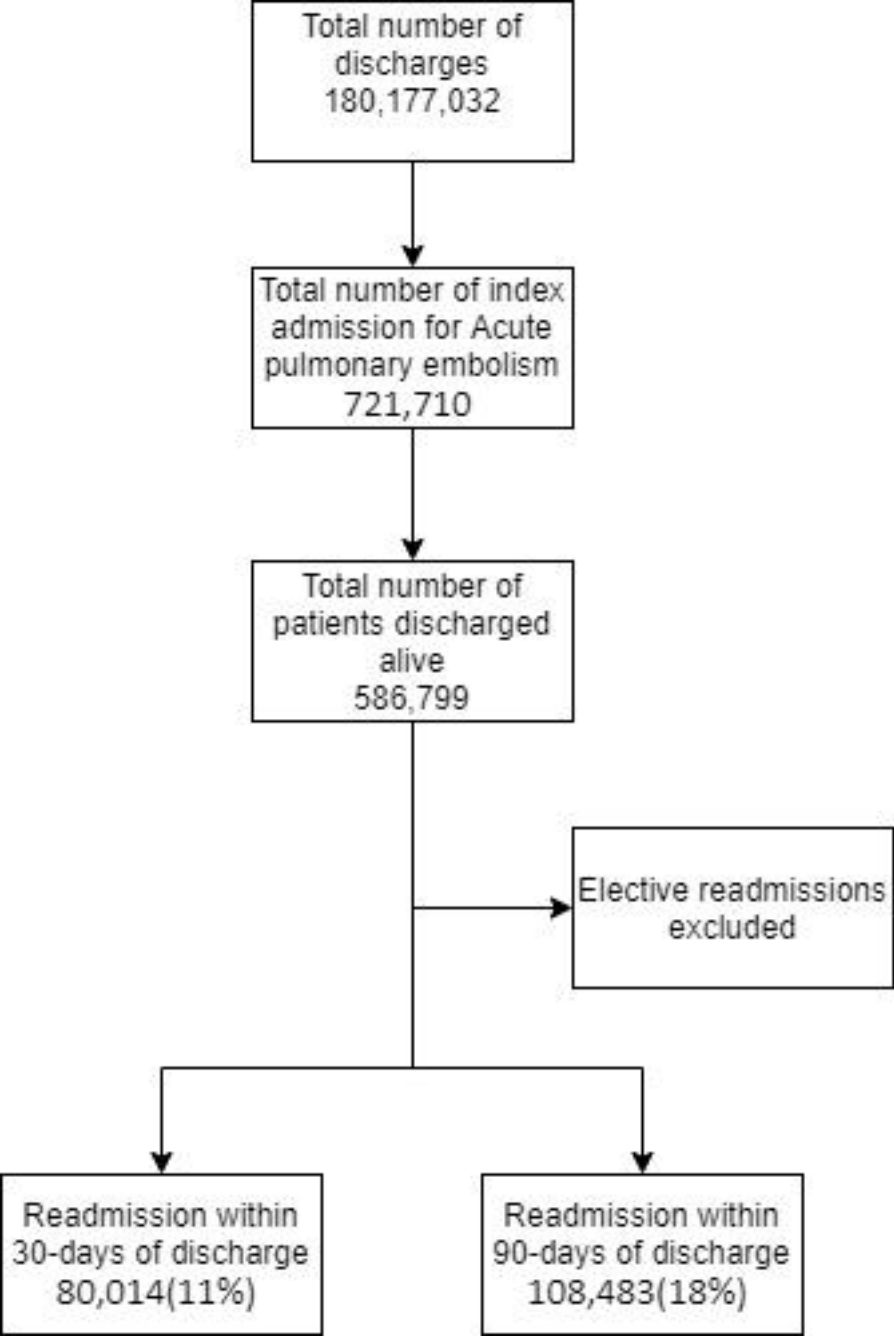 Total number of
discharges
180,177,032
Total number of index
admission for Acute
pulmonary embolism
721,710
Total number of
patients discharged
alive
586,799
Elective readmissions
excluded
Readmission within
30-days of discharge
80,014(11%)
Readmission within
90-days of discharge
108,483(18%)